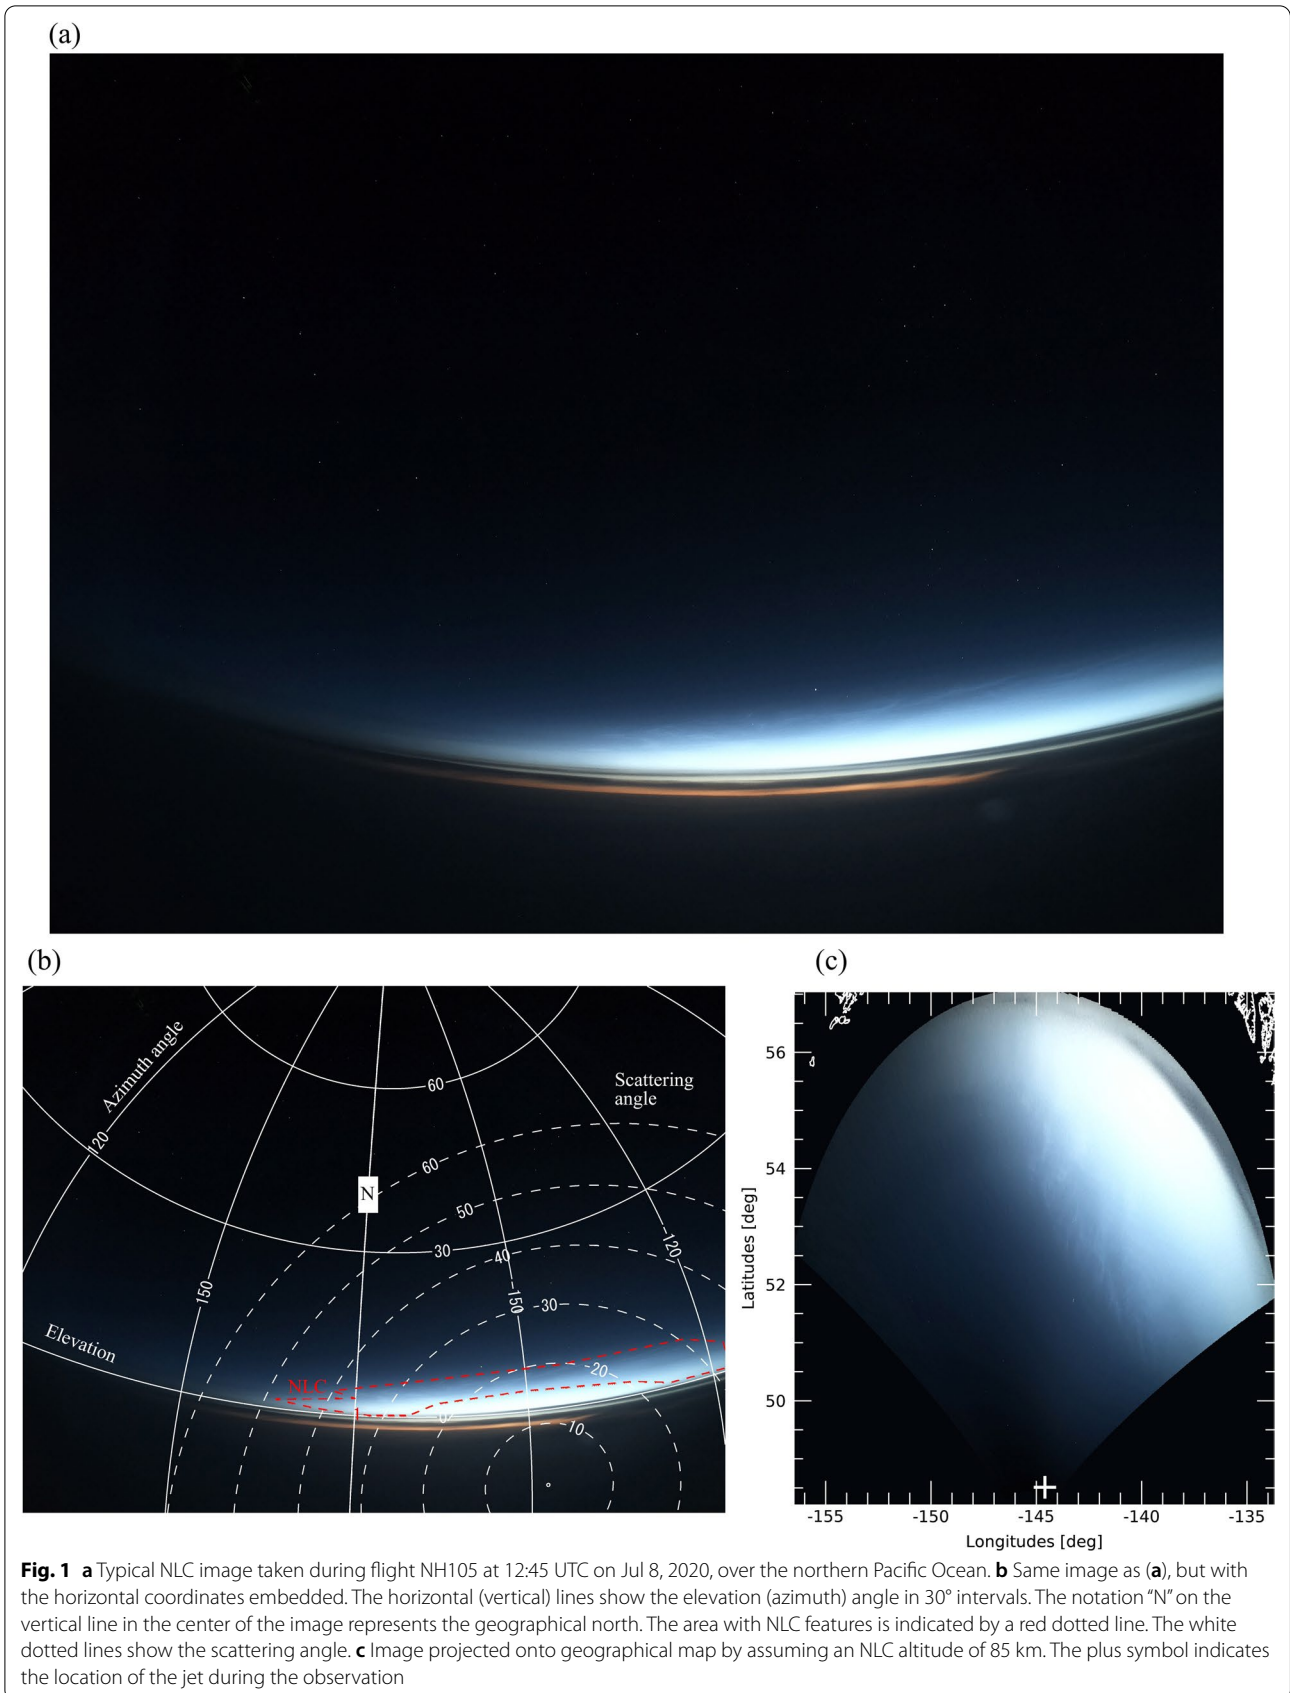 (a)
(b)
(c)
Azimuth angle
120
60
Scattering
angle
60
N
50
30
40
-120
150
-150
30
Elevation
20
NLC
0
10
56
54
52
50
Latitudes [deg]
-155
-150
-145
-140
-135
Longitudes [deg]
Fig. 1 a Typical NLC image taken during flight NH105 at 12:45 UTC on Jul 8, 2020, over the northern Pacific Ocean. b Same image as (a), but with
the horizontal coordinates embedded. The horizontal (vertical) lines show the elevation (azimuth) angle in 30° intervals. The notation “N” on the
vertical line in the center of the image represents the geographical north. The area with NLC features is indicated by a red dotted line. The white
dotted lines show the scattering angle. c Image projected onto geographical map by assuming an NLC altitude of 85 km. The plus symbol indicates
the location of the jet during the observation